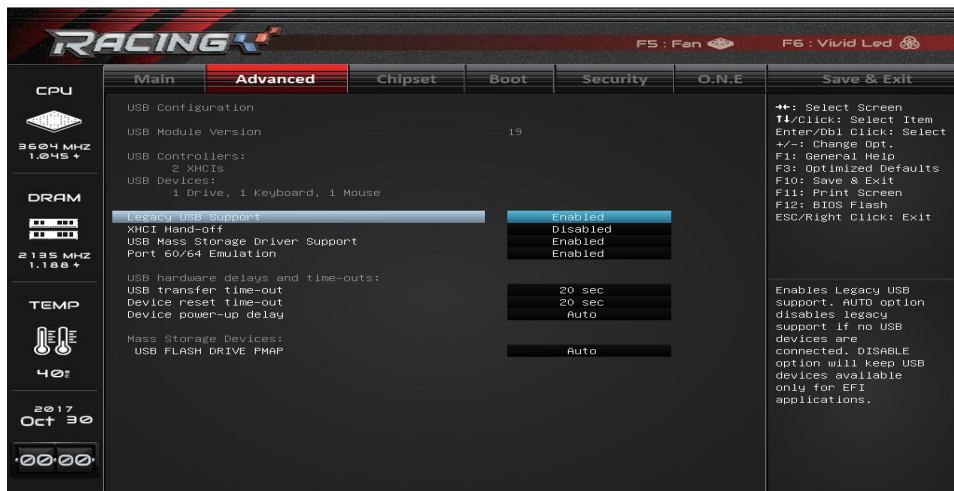 RACING
F5 : Fan
F6 : Vivid Led
Main Advanced Chipset Boot Security O.N.E Save & Exit
CPU
3604 MHZ
1.045
DRAM
2135 MHZ
1.188
TEMP
40
2017
Oct 30
00:00
USB Configuration
USB Module Version 19
USB Controllers:
2 XHCIs
USB Devices:
1 Drive, 1 Keyboard, 1 Mouse
Legacy USB Support Enabled
XHCI Hand-off Disabled
USB Mass Storage Driver Support Enabled
Port 60/64 Emulation Enabled
USB hardware delays and time-outs:
USB transfer time-out 20 sec
Device reset time-out 20 sec
Device power-up delay Auto
Mass Storage Devices:
USB FLASH DRIVE PMAP Auto
→←: Select Screen
↑↓/Click: Select Item
Enter/Dbl Click: Select
+/-: Change Opt.
F1: General Help
F3: Optimized Defaults
F10: Save & Exit
F11: Print Screen
F12: BIOS Flash
ESC/Right Click: Exit
Enables Legacy USB
support. AUTO option
disables legacy
support if no USB
devices are
connected. DISABLE
option will keep USB
devices available
only for EFI
applications.